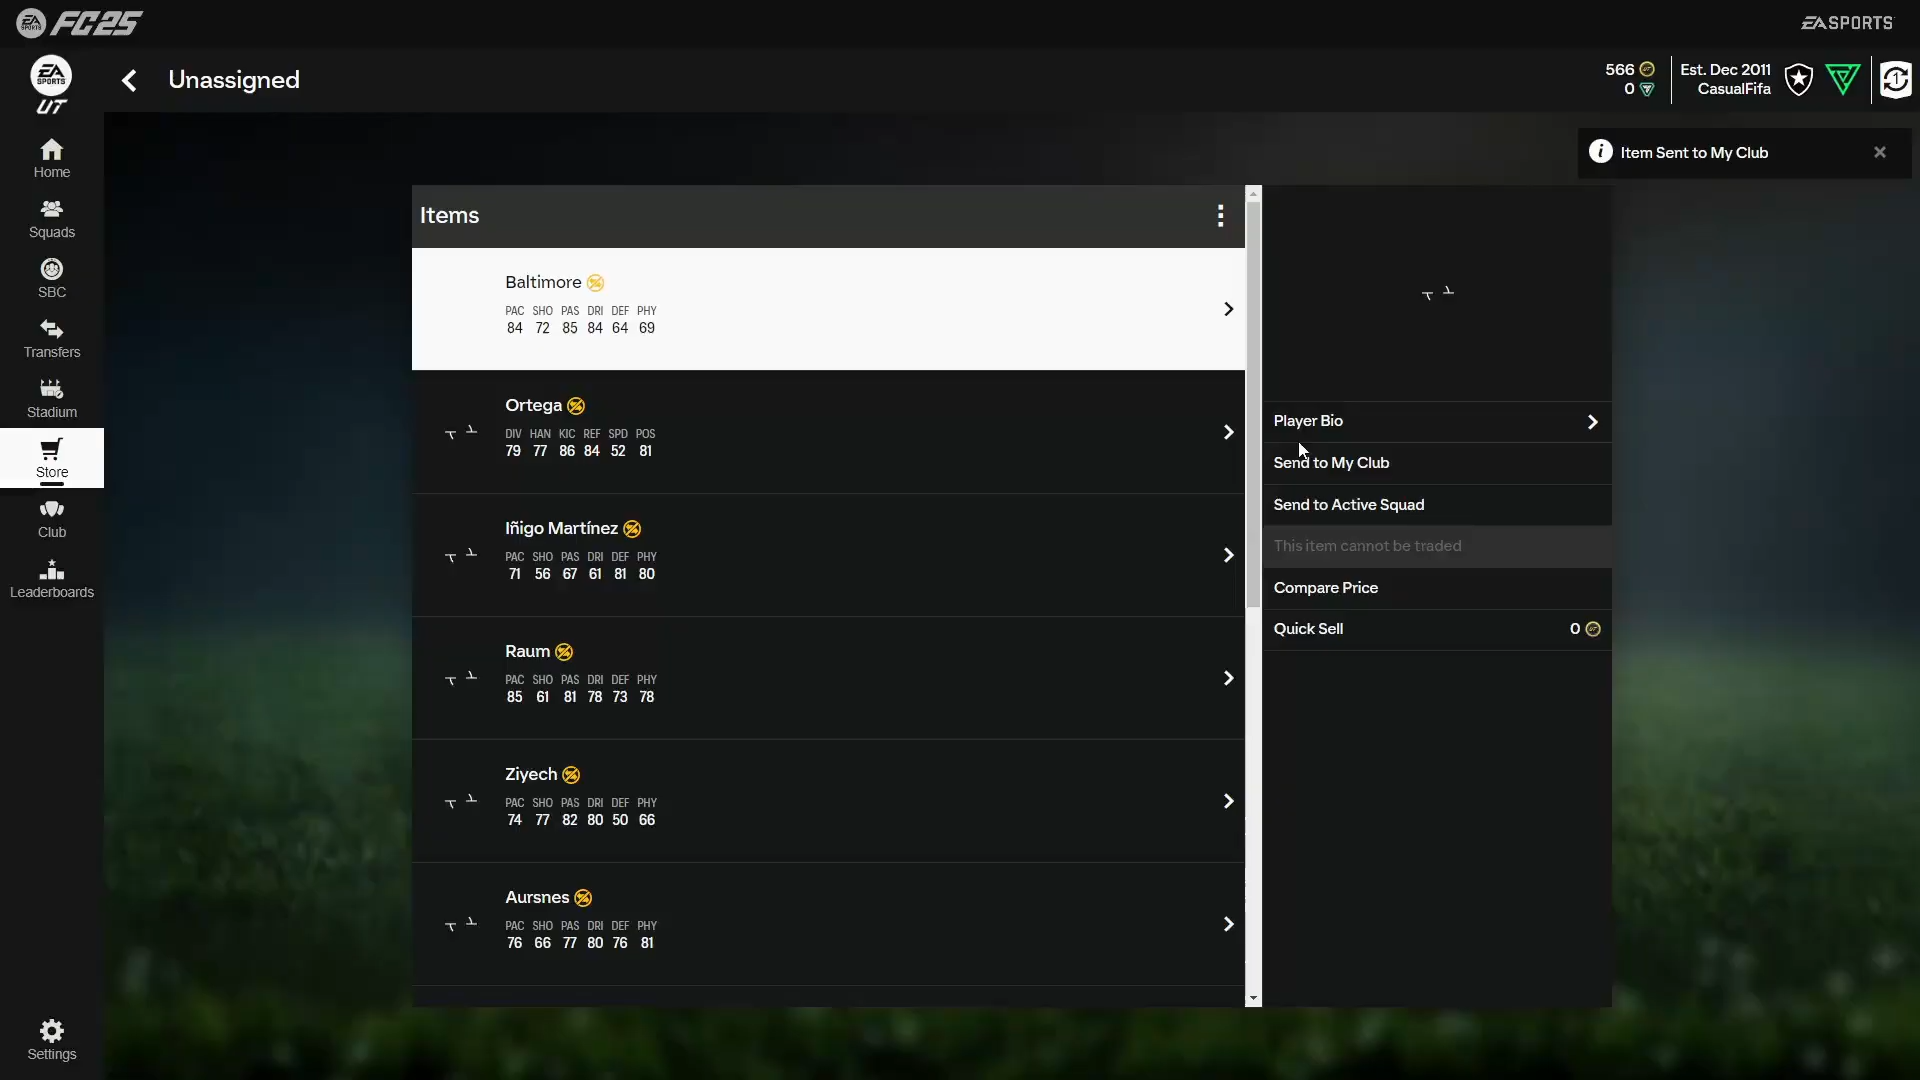 EA SPORTS FC25
EA SPORTS
EA SPORTS
UT
Unassigned
566
0
Est. Dec 2011
CasualFifa
1
Item Sent to My Club
Home
Squads
SBC
Transfers
Stadium
Store
Club
Leaderboards
Settings
Items
Baltimore
PAC SHO PAS DRI DEF PHY
84 72 85 84 64 69
Ortega
DIV HAN KIC REF SPD POS
79 77 86 84 52 81
Iñigo Martínez
PAC SHO PAS DRI DEF PHY
71 56 67 61 81 80
Raum
PAC SHO PAS DRI DEF PHY
85 61 81 78 73 78
Ziyech
PAC SHO PAS DRI DEF PHY
74 77 82 80 50 66
Aursnes
PAC SHO PAS DRI DEF PHY
76 66 77 80 76 81
Player Bio
Send to My Club
Send to Active Squad
This item cannot be traded
Compare Price
Quick Sell 0